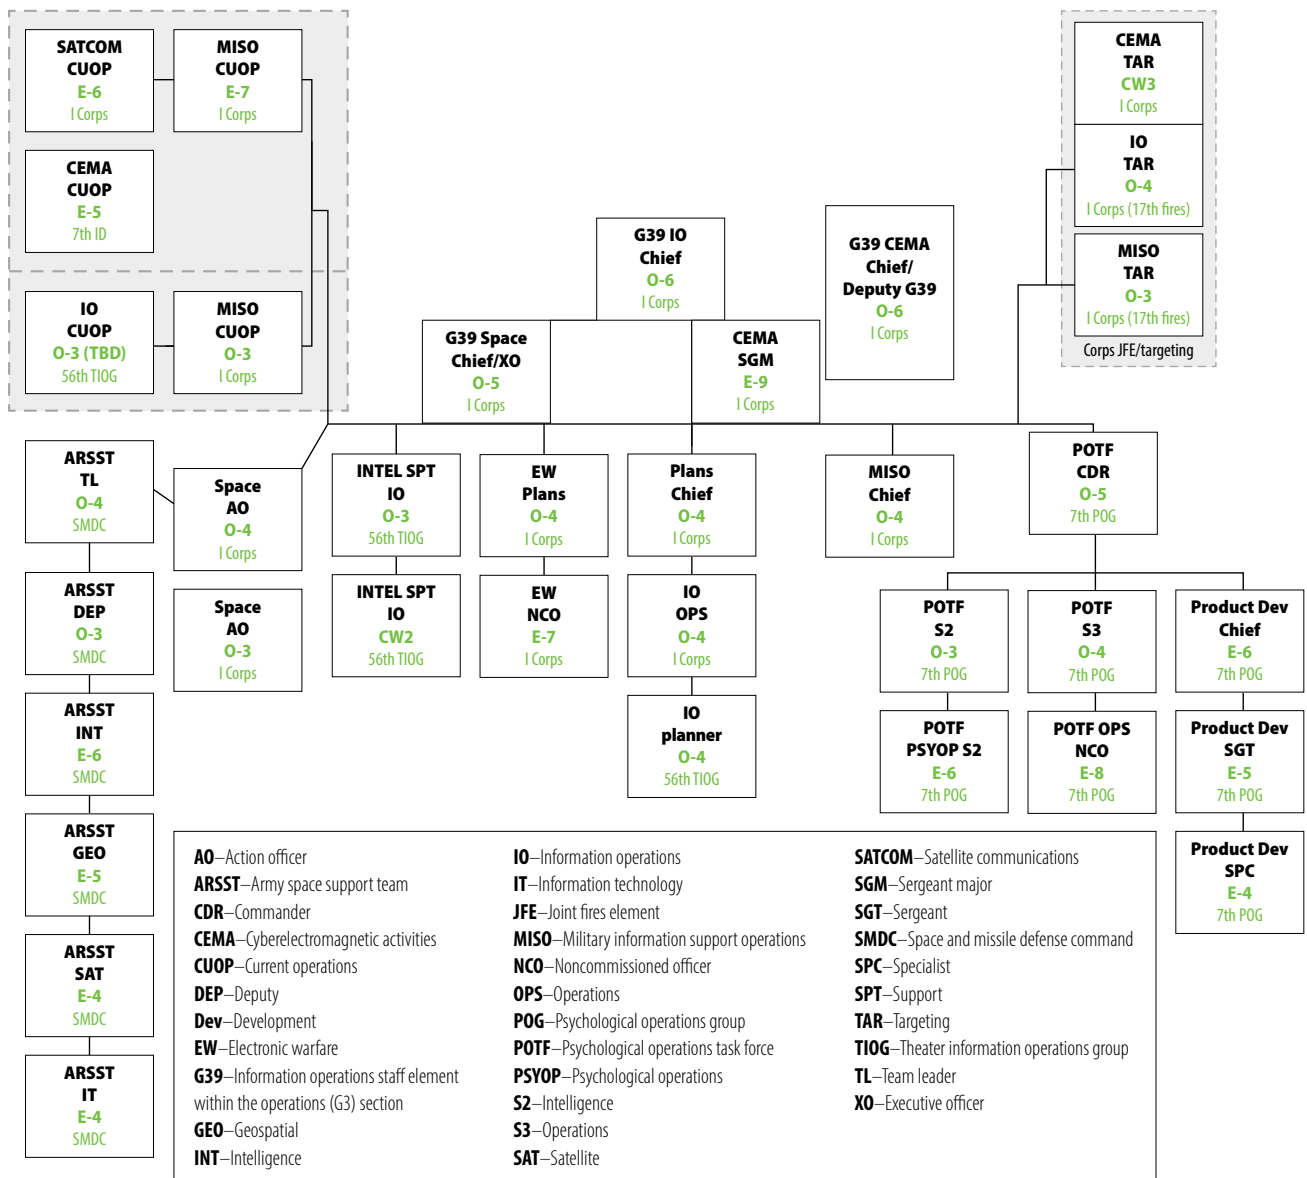 SATCOM
CUOP
E-6
I Corps
MISO
CUOP
E-7
I Corps
CEMA
CUOP
E-5
7th ID
IO
CUOP
O-3 (TBD)
56th TIOG
MISO
CUOP
O-3
I Corps
G39 IO
Chief
O-6
I Corps
G39 Space
Chief/XO
O-5
I Corps
CEMA
SGM
E-9
I Corps
G39 CEMA
Chief/
Deputy G39
O-6
I Corps
CEMA
TAR
CW3
I Corps
IO
TAR
O-4
I Corps (17th fires)
MISO
TAR
O-3
I Corps (17th fires)
Corps JFE/targeting
ARSST
TL
O-4
SMDC
ARSST
DEP
O-3
SMDC
ARSST
INT
E-6
SMDC
ARSST
GEO
E-5
SMDC
ARSST
SAT
E-4
SMDC
ARSST
IT
E-4
SMDC
Space
AO
O-4
I Corps
Space
AO
O-3
I Corps
INTEL SPT
IO
O-3
56th TIOG
INTEL SPT
IO
CW2
56th TIOG
EW
Plans
O-4
I Corps
EW
NCO
E-7
I Corps
Plans
Chief
O-4
I Corps
IO
OPS
O-4
I Corps
IO
planner
O-4
56th TIOG
MISO
Chief
O-4
I Corps
POTF
CDR
O-5
7th POG
POTF
S2
O-3
7th POG
POTF
PSYOP S2
E-6
7th POG
POTF
S3
O-4
7th POG
POTF OPS
NCO
E-8
7th POG
Product Dev
Chief
E-6
7th POG
Product Dev
SGT
E-5
7th POG
Product Dev
SPC
E-4
7th POG
AO—Action officer
ARSST—Army space support team
CDR—Commander
CEMA—Cyberelectromagnetic activities
CUOP—Current operations
DEP—Deputy
Dev—Development
EW—Electronic warfare
G39—Information operations staff element
within the operations (G3) section
GEO—Geospatial
INT—Intelligence
IO—Information operations
IT—Information technology
JFE—Joint fires element
MISO—Military information support operations
NCO—Noncommissioned officer
OPS—Operations
POG—Psychological operations group
POTF—Psychological operations task force
PSYOP—Psychological operations
S2—Intelligence
S3—Operations
SAT—Satellite
SATCOM—Satellite communications
SGM—Sergeant major
SGT—Sergeant
SMDC—Space and missile defense command
SPC—Specialist
SPT—Support
TAR—Targeting
TIOG—Theater information operations group
TL—Team leader
XO—Executive officer